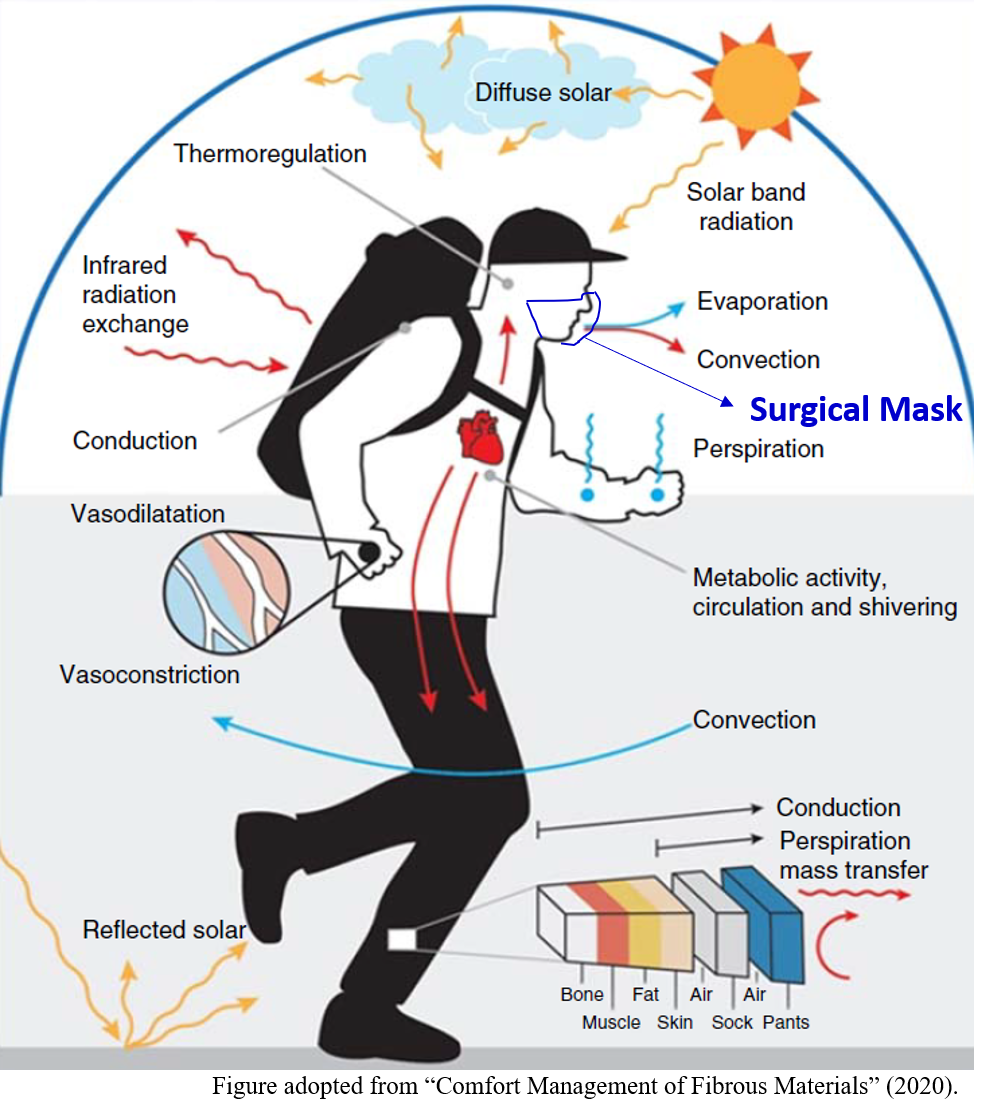 Diffuse solar
Thermoregulation
Solar band
radiation
Infrared
radiation
exchange
Evaporation
Convection
Surgical Mask
Conduction
Perspiration
Vasodilatation
Metabolic activity,
circulation and shivering
Vasoconstriction
Convection
Conduction
Perspiration
mass transfer
Reflected solar
Bone
Fat
Air
Air
Muscle
Skin
Sock
Pants
Figure adopted from “Comfort Management of Fibrous Materials” (2020).